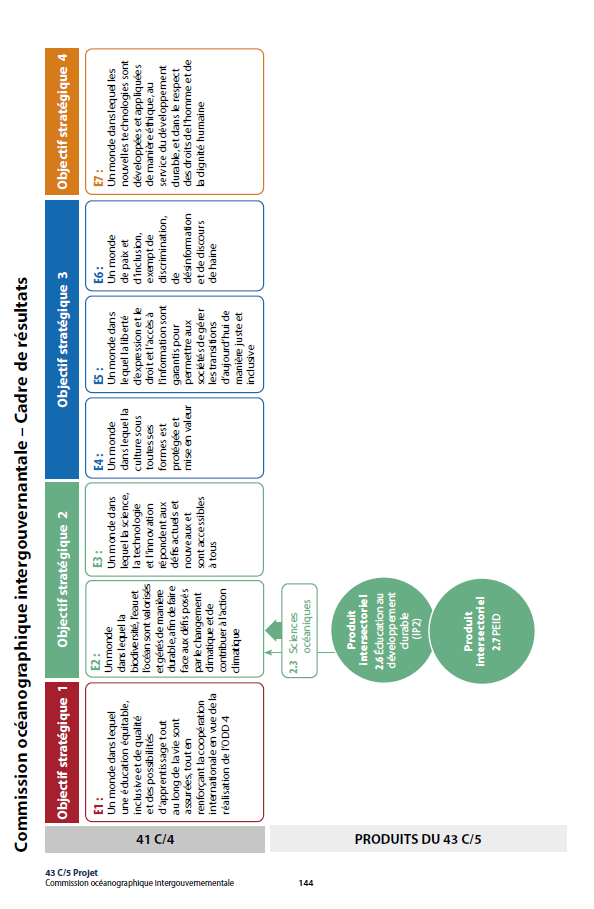 Commission océanographique intergouvernantale – Cadre de résultats
Objectif stratégique 1
Objectif stratégique 2
Objectif stratégique 3
Objectif stratégique 4
41 C/4
E1 :
Un monde dans lequel
une éducation équitable,
inclusive et de qualité
et des possibilités
d'apprentissage tout
au long de la vie sont
assurées, tout en
renforçant la coopération
internationale en vue de la
réalisation de l'ODD 4
E2 :
Un monde
dans lequel la
biodiversité, l'eau et
l'océan sont valorisés
et gérés de manière
durable, afin de faire
face aux défis posés
par le changement
climatique et de
contribuer à l'action
climatique
E3 :
Un monde dans
lequel la science,
la technologie
et l'innovation
répondent aux
défis actuels et
nouveaux et
sont accessibles
à tous
E4 :
Un monde
dans lequel la
culture sous
toutes ses
formes est
protégée et
mise en valeur
E5 :
Un monde dans
lequel la liberté
d'expression et le
droit et l'accès à
l'information sont
garantis pour
permettre aux
sociétés de gérer
les transitions
d'aujourd'hui de
manière juste et
inclusive
E6 :
Un monde
de paix et
d'inclusion,
exempt de
discrimination,
de
désinformation
et de discours
de haine
E7 :
Un monde dans lequel les
nouvelles technologies sont
développées et appliquées
de manière éthique, au
service du développement
durable, et dans le respect
des droits de l'homme et de
la dignité humaine
PRODUITS DU 43 C/5
2.3 Sciences
océaniques
Produit
intersectoriel
2.6 Éducation au
développement
durable
(IP2)
Produit
intersectoriel
2.7 PEID
43 C/5 Projet
Commission océanographique intergouvernementale
144